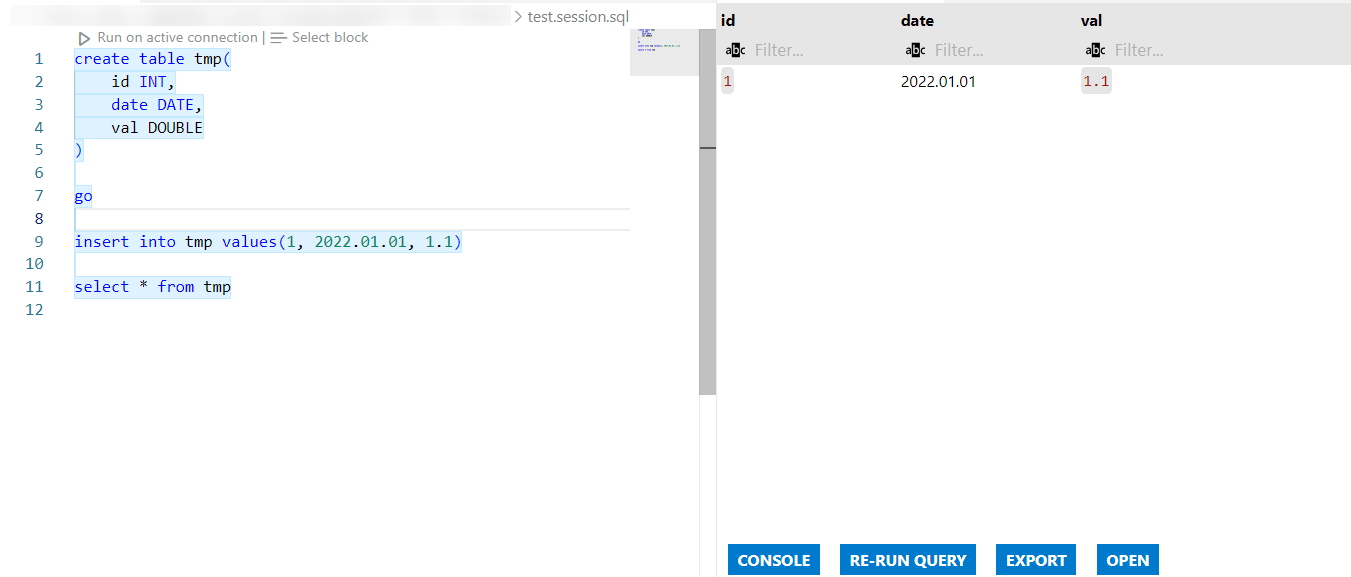 > test.session.sql
Run on active connection | Select block
1 create table tmp(
2     id INT,
3     date DATE,
4     val DOUBLE
5 )
6
7 go
8
9 insert into tmp values(1, 2022.01.01, 1.1)
10
11 select * from tmp
12
id date val
abc Filter... abc Filter... abc Filter...
1 2022.01.01 1.1
CONSOLE RE-RUN QUERY EXPORT OPEN